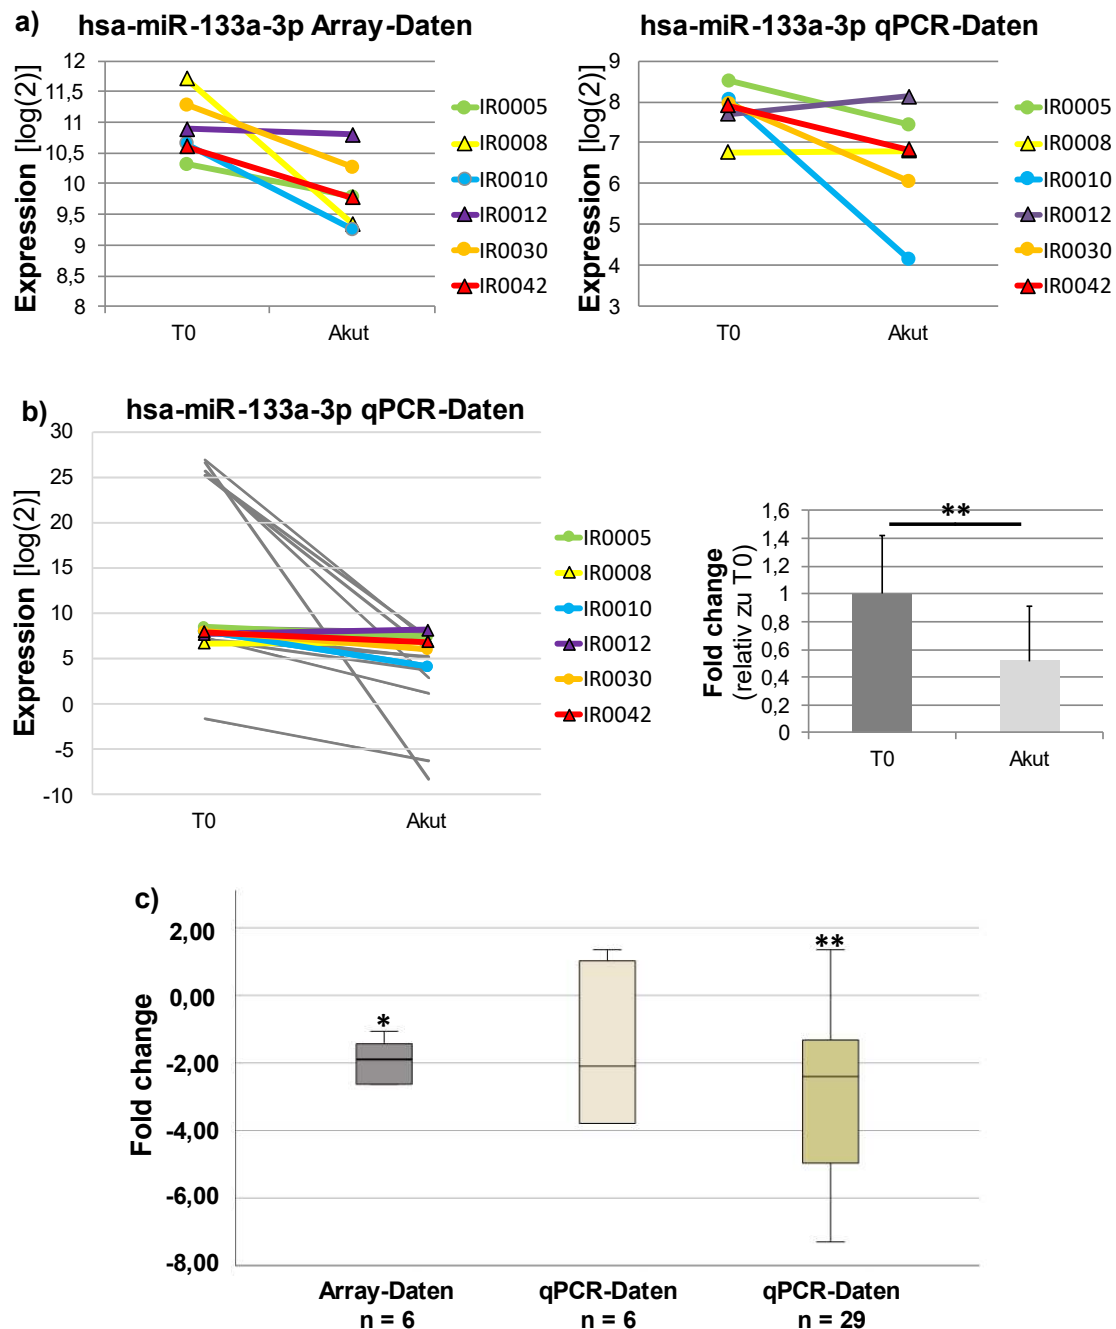 a)
hsa-miR-133a-3p Array-Daten
Expression [log(2)]
12
11,5
11
10,5
10
9,5
9
8,5
8
T0
Akut
IR0005
IR0008
IR0010
IR0012
IR0030
IR0042
hsa-miR-133a-3p qPCR-Daten
Expression [log(2)]
9
8
7
6
5
4
3
T0
Akut
IR0005
IR0008
IR0010
IR0012
IR0030
IR0042
b)
hsa-miR-133a-3p qPCR-Daten
Expression [log(2)]
30
25
20
15
10
5
0
-5
-10
T0
Akut
IR0005
IR0008
IR0010
IR0012
IR0030
IR0042
Fold change
(relativ zu T0)
1,6
1,4
1,2
1
0,8
0,6
0,4
0,2
0
**
T0
Akut
c)
Fold change
2,00
0,00
-2,00
-4,00
-6,00
-8,00
*
**
Array-Daten
n = 6
qPCR-Daten
n = 6
qPCR-Daten
n = 29